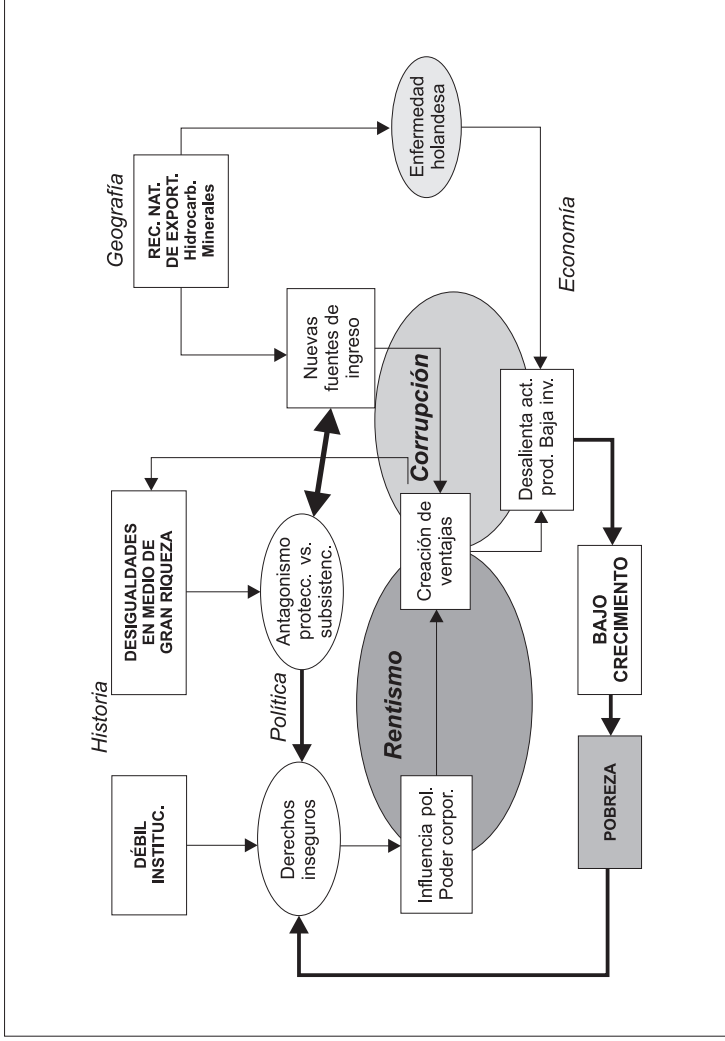 Historia
Geografía
DÉBIL
INSTITUC.
DESIGUALDADES
EN MEDIO DE
GRAN RIQUEZA
REC. NAT.
DE EXPORT.
Hidrocarb.
Minerales
Política
Derechos
inseguros
Antagonismo
protecc. vs.
subsistenc.
Nuevas
fuentes de
ingreso
Rentismo
Corrupción
Enfermedad
holandesa
Influencia pol.
Poder corpor.
Creación de
ventajas
Desalienta act.
prod. Baja inv.
Economía
POBREZA
BAJO
CRECIMIENTO